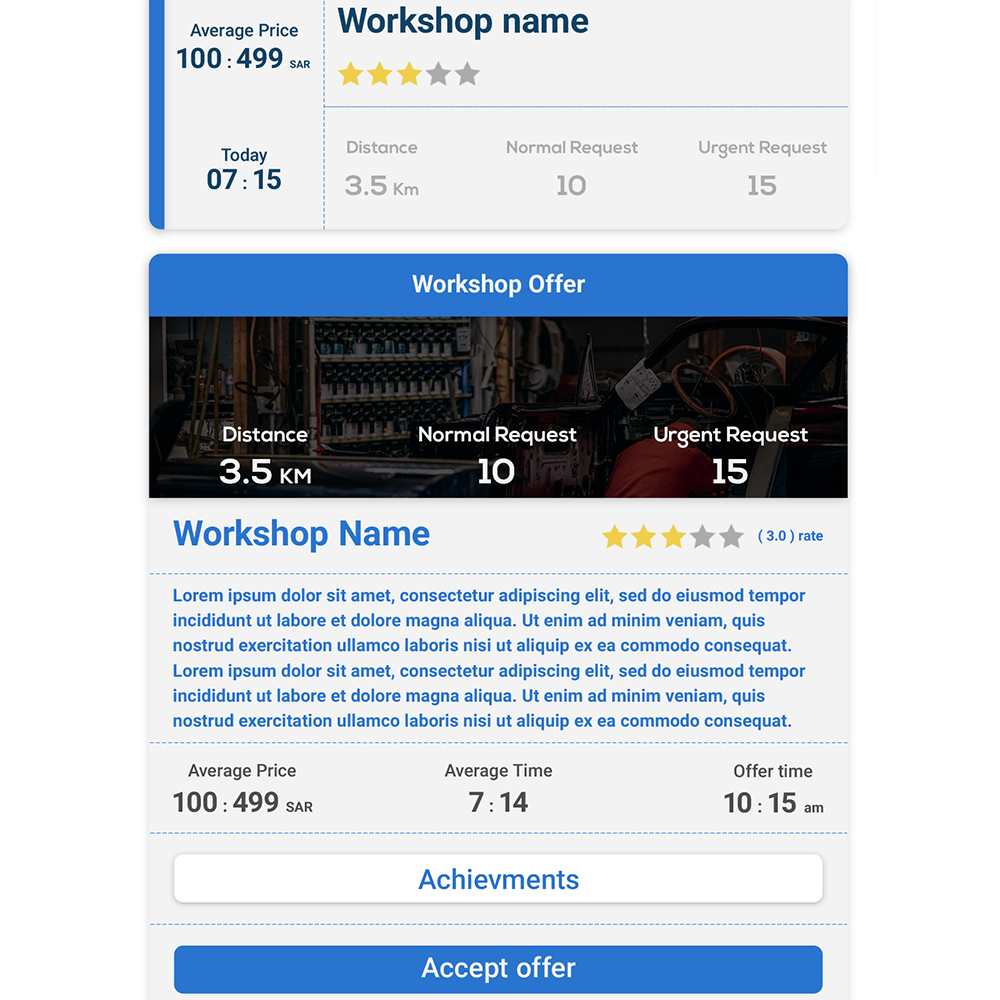 Average Price
100 : 499 SAR
Workshop name
Today
07 : 15
Distance Normal Request Urgent Request
3.5 Km 10 15
Workshop Offer
Distance Normal Request Urgent Request
3.5 KM 10 15
Workshop Name ( 3.0 ) rate
Lorem ipsum dolor sit amet, consectetur adipiscing elit, sed do eiusmod tempor
incididunt ut labore et dolore magna aliqua. Ut enim ad minim veniam, quis
nostrud exercitation ullamco laboris nisi ut aliquip ex ea commodo consequat.
Lorem ipsum dolor sit amet, consectetur adipiscing elit, sed do eiusmod tempor
incididunt ut labore et dolore magna aliqua. Ut enim ad minim veniam, quis
nostrud exercitation ullamco laboris nisi ut aliquip ex ea commodo consequat.
Average Price Average Time Offer time
100 : 499 SAR 7 : 14 10 : 15 am
Achievments
Accept offer